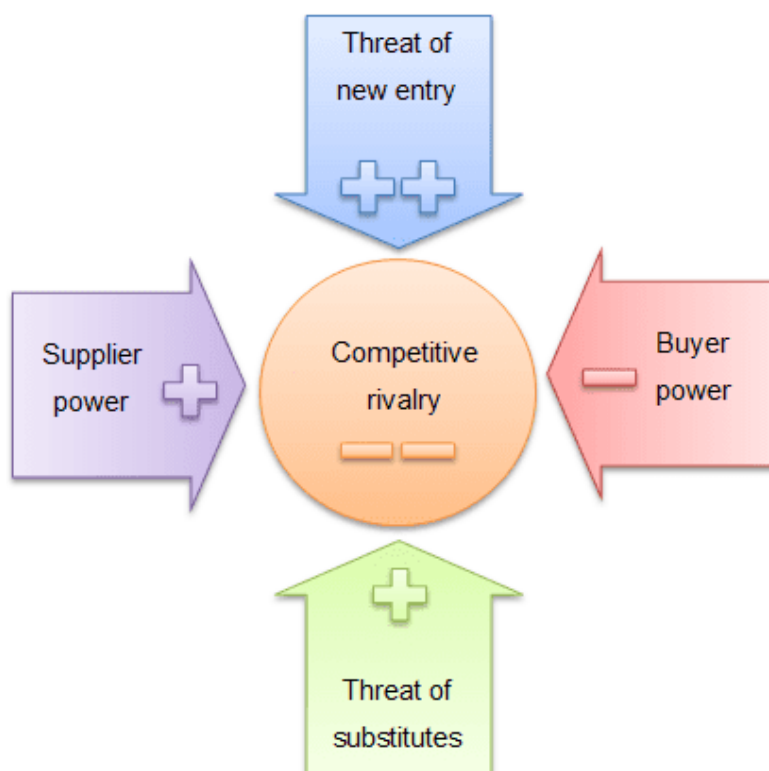 Threat of
new entry
++
Supplier
power
+
Competitive
rivalry
--
Buyer
power
-
+
Threat of
substitutes